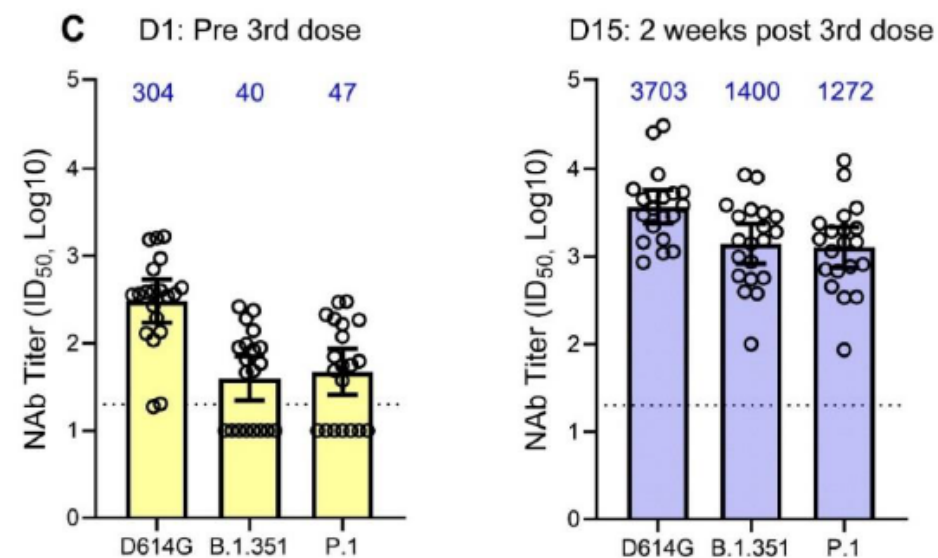 C
D1: Pre 3rd dose
NAb Titer (ID50, Log10)
5
4
3
2
1
0
304 40 47
D614G B.1.351 P.1
D15: 2 weeks post 3rd dose
NAb Titer (ID50, Log10)
5
4
3
2
1
0
3703 1400 1272
D614G B.1.351 P.1